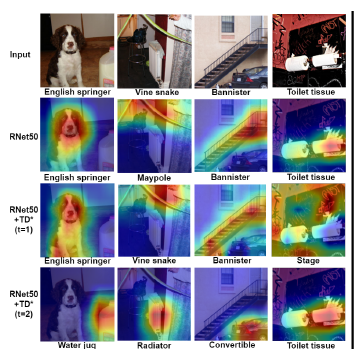 Input
English springer Vine snake Bannister Toilet tissue
RNet50
English springer Maypole Bannister Toilet tissue
RNet50
+TD*
(t=1)
English springer Vine snake Bannister Stage
RNet50
+TD*
(t=2)
Water jug Radiator Convertible Toilet tissue